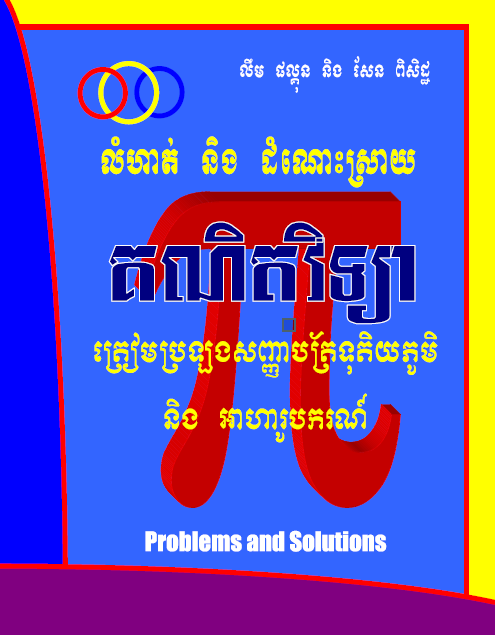 លឹម ផល្គុន និង សែន ពិសិដ្ឋ
លំហាត់ និង ដំណោះស្រាយ
គណិតវិទ្យា
ត្រៀមប្រឡងសញ្ញាបត្រទុតិយភូមិ
និង អាហារូបករណ៍
Problems and Solutions